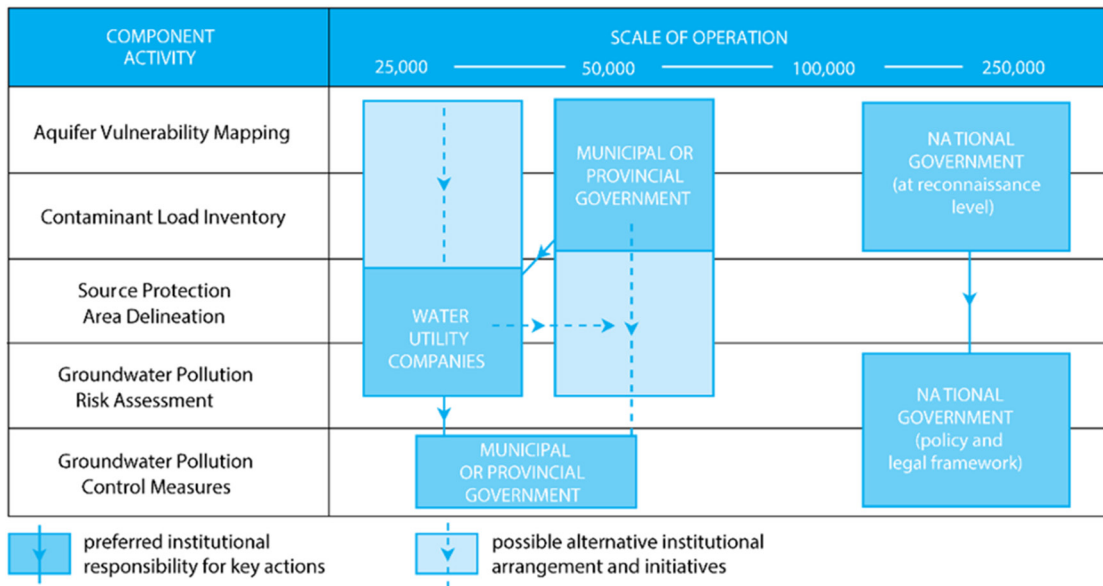 COMPONENT
ACTIVITY
SCALE OF OPERATION
25,000
50,000
100,000
250,000
Aquifer Vulnerability Mapping
Contaminant Load Inventory
Source Protection
Area Delineation
Groundwater Pollution
Risk Assessment
Groundwater Pollution
Control Measures
MUNICIPAL OR
PROVINCIAL
GOVERNMENT
NATIONAL
GOVERNMENT
(at reconnaissance
level)
WATER
UTILITY
COMPANIES
NATIONAL
GOVERNMENT
(policy and
legal framework)
MUNICIPAL
OR PROVINCIAL
GOVERNMENT
preferred institutional
responsibility for key actions
possible alternative institutional
arrangement and initiatives